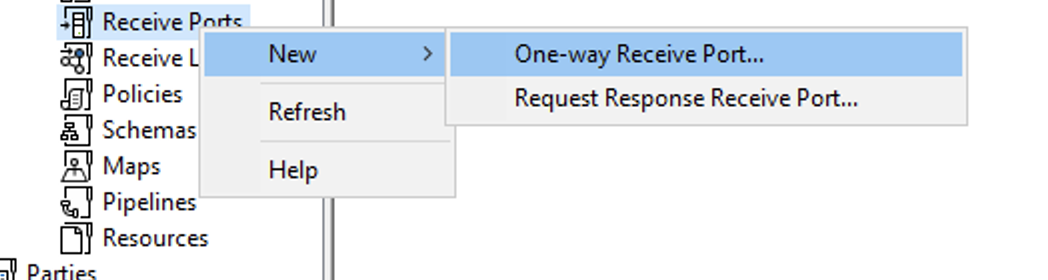 Receive Ports
Receive L
Policies
Schemas
Maps
Pipelines
Resources
Parties
New
Refresh
Help
One-way Receive Port...
Request Response Receive Port...